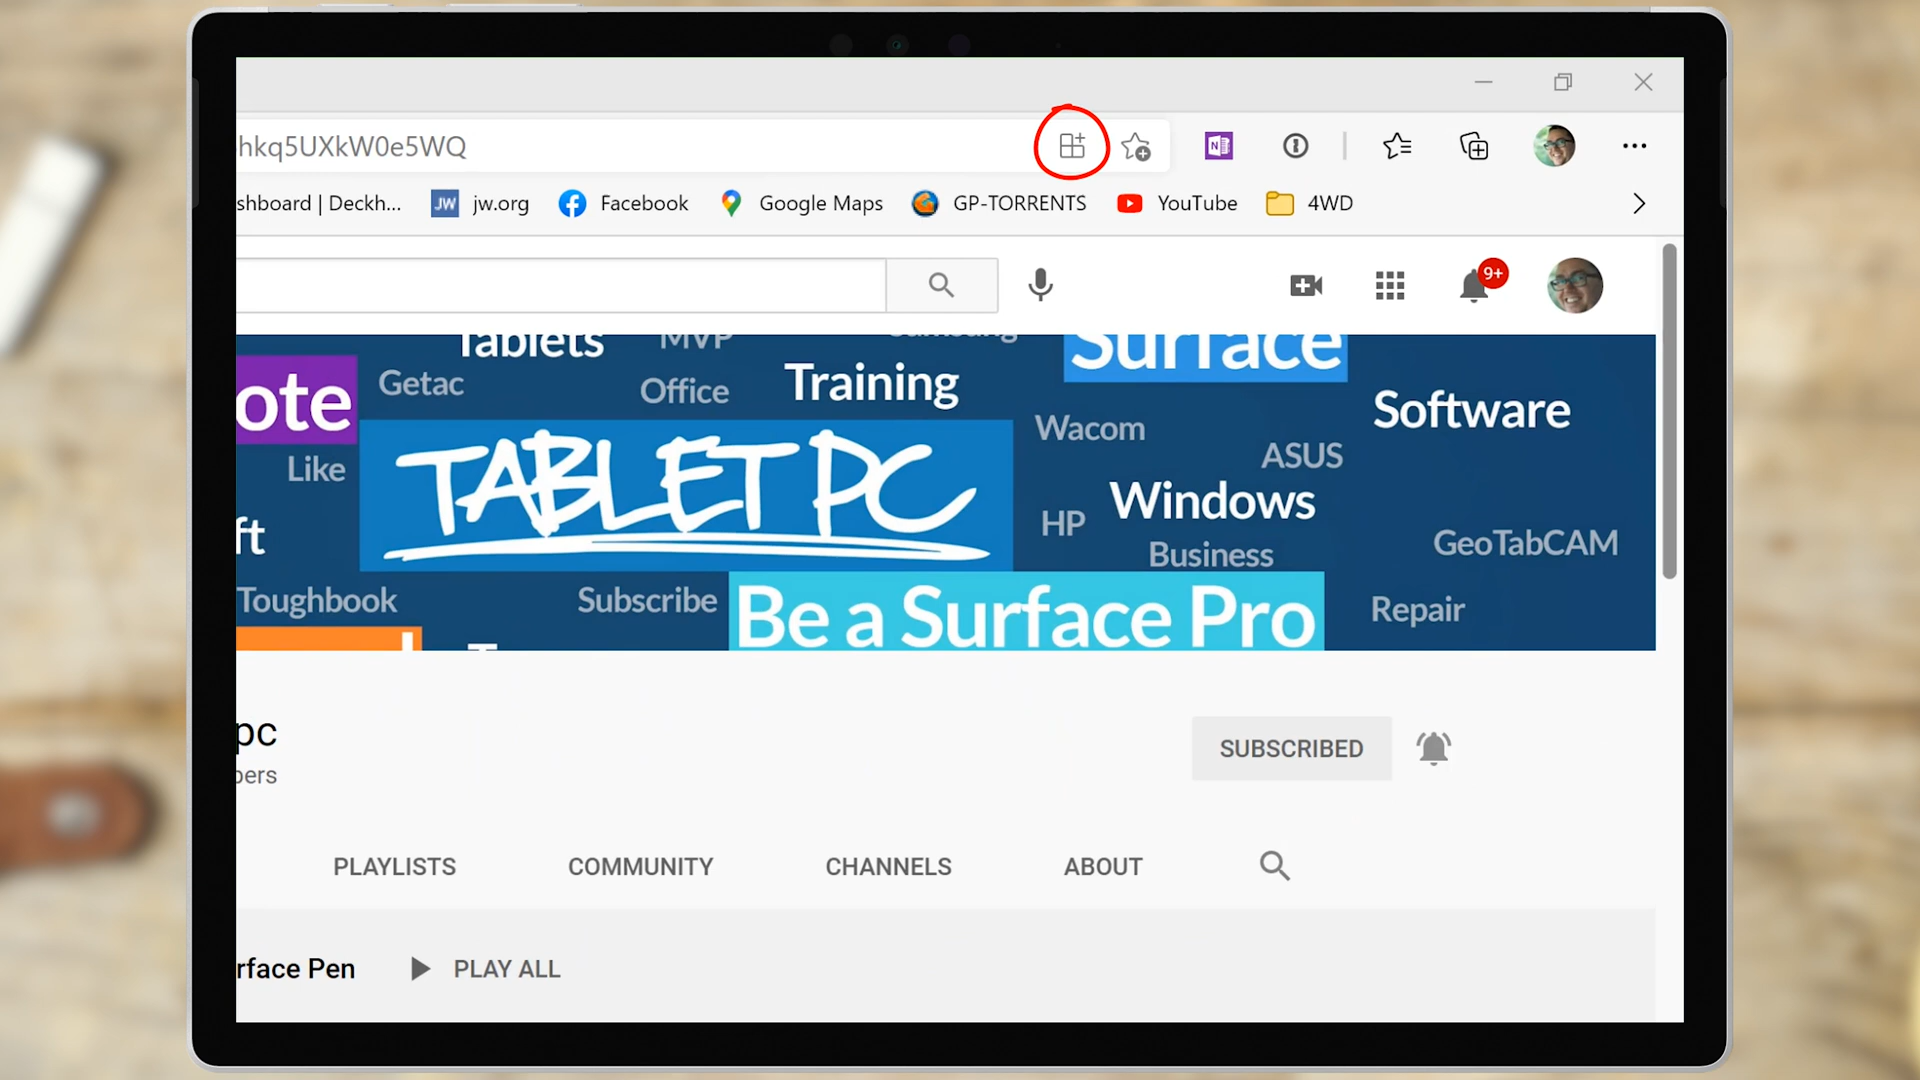 hkq5UXkW0e5WQ
shboard | Deckh... jw.org Facebook Google Maps GP-TORRENTS YouTube 4WD
JW
9+
Tablets MVP Samsung Surface
ote Getac Office Training Software
Wacom
ASUS
Like TABLET PC Windows
HP
ft Business GeoTabCAM
Toughbook Subscribe Be a Surface Pro Repair
pc
bers
SUBSCRIBED
PLAYLISTS COMMUNITY CHANNELS ABOUT
rface Pen PLAY ALL